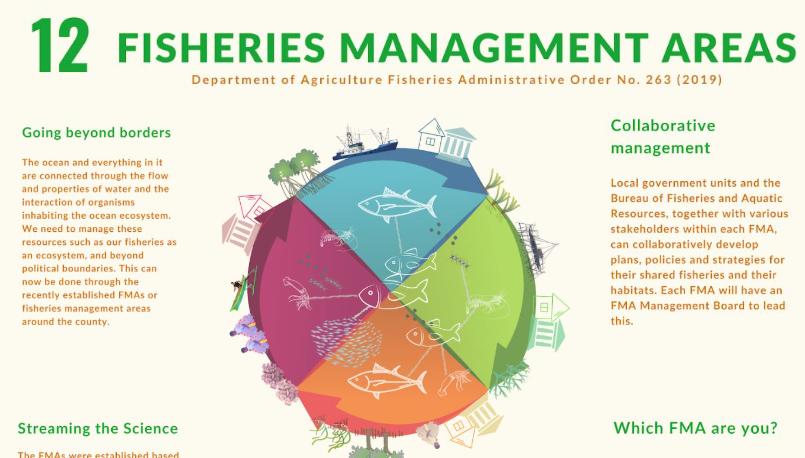 12 FISHERIES MANAGEMENT AREAS
Department of Agriculture Fisheries Administrative Order No. 263 (2019)
Going beyond borders
The ocean and everything in it
are connected through the flow
and properties of water and the
interaction of organisms
inhabiting the ocean ecosystem.
We need to manage these
resources such as our fisheries as
an ecosystem, and beyond
political boundaries. This can
now be done through the
recently established FMAs or
fisheries management areas
around the county.
Collaborative
management
Local government units and the
Bureau of Fisheries and Aquatic
Resources, together with various
stakeholders within each FMA,
can collaboratively develop
plans, policies and strategies for
their shared fisheries and their
habitats. Each FMA will have an
FMA Management Board to lead
this.
Streaming the Science
The FMAs were established based
Which FMA are you?